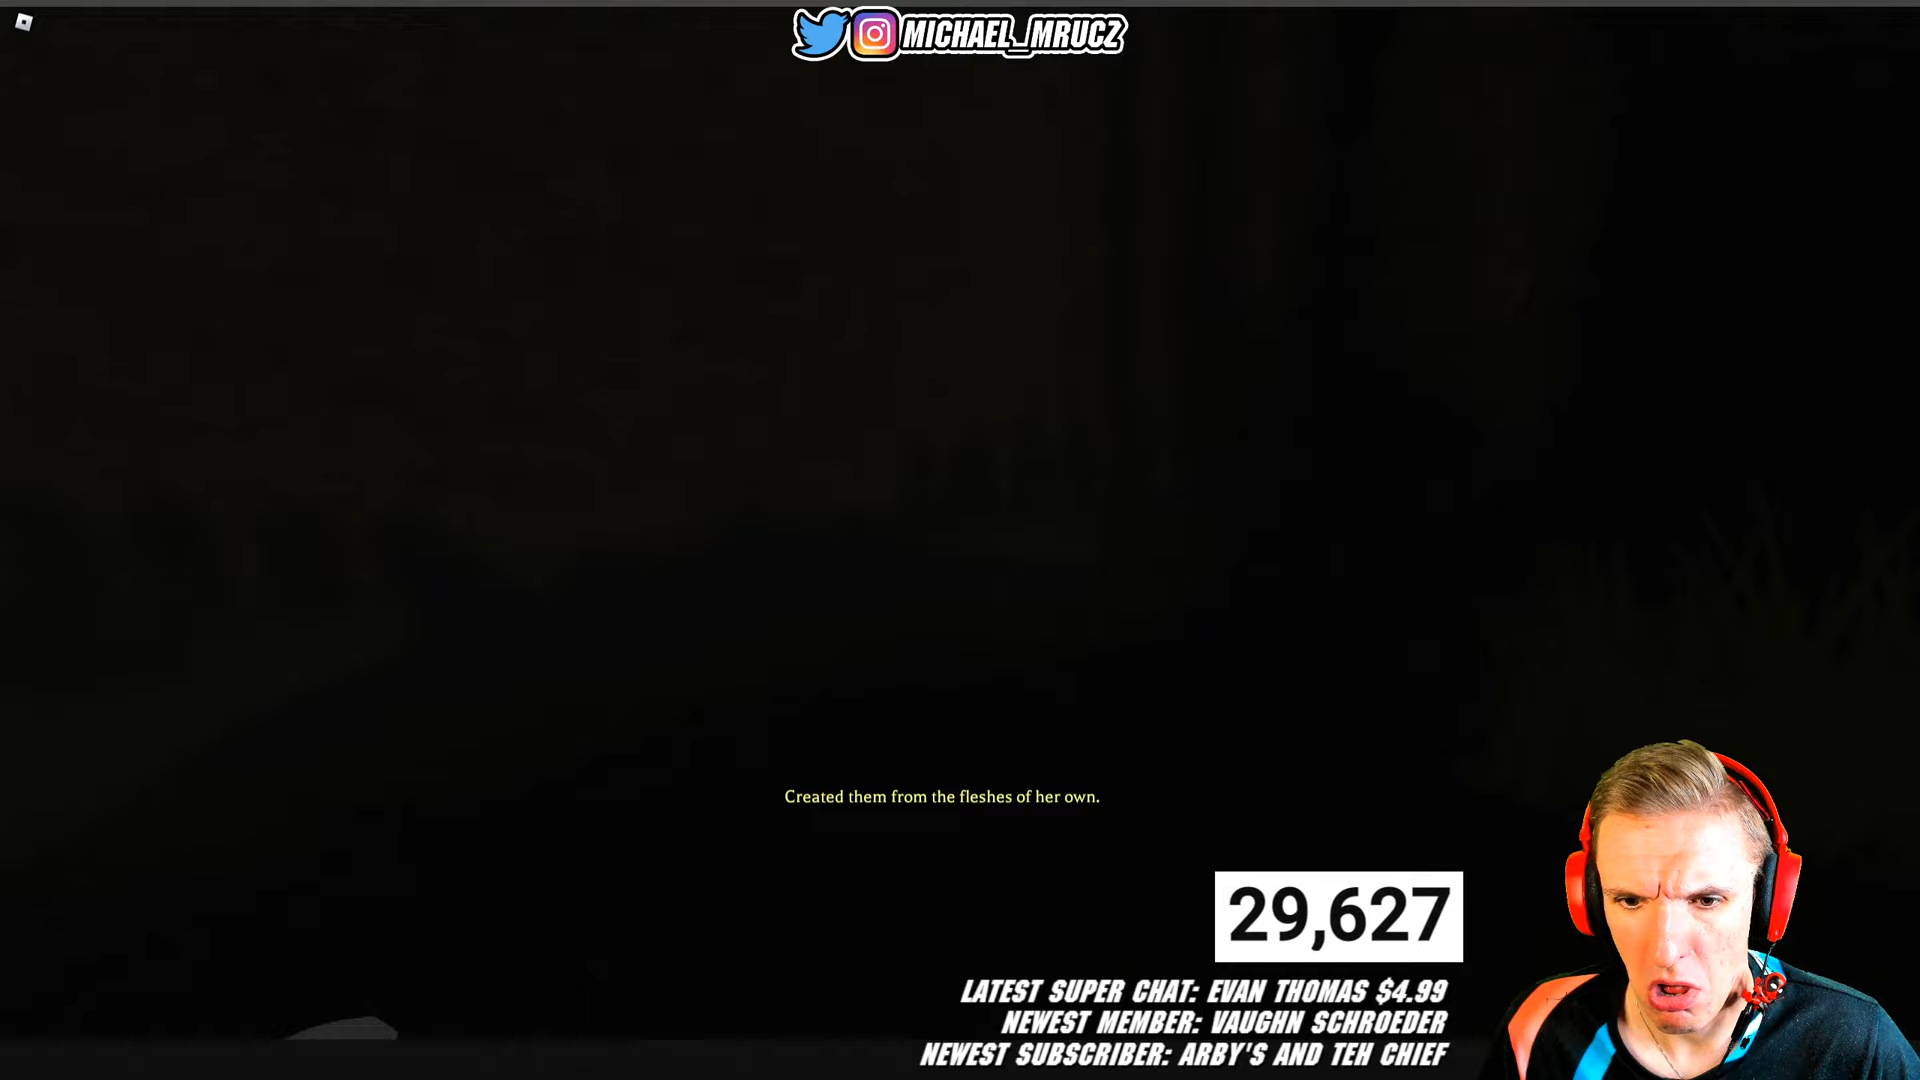 MICHAEL_MRUCZ
Created them from the fleshes of her own.
29,627
LATEST SUPER CHAT: EVAN THOMAS $4.99
NEWEST MEMBER: VAUGHN SCHROEDER
NEWEST SUBSCRIBER: ARBY'S AND TEH CHIEF